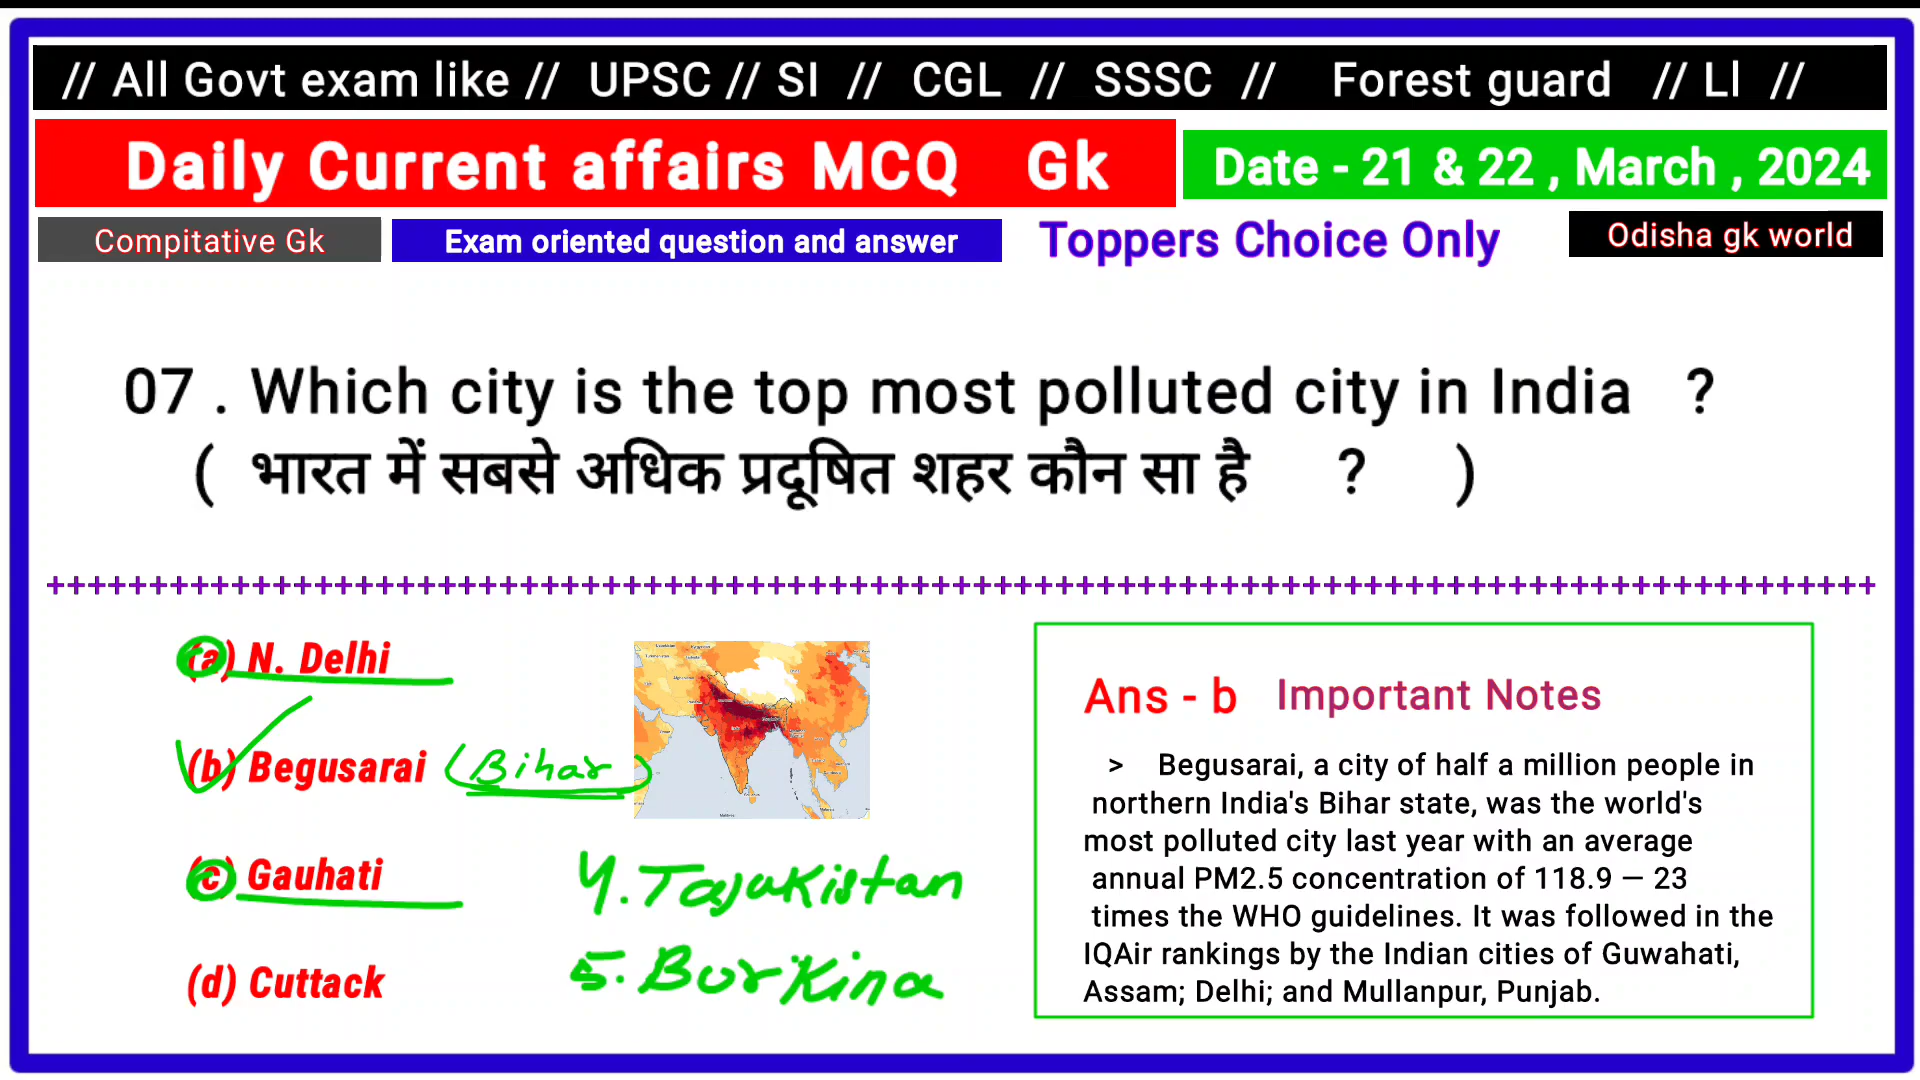 // All Govt exam like // UPSC // SI // CGL // SSSC // Forest guard // Ll //
Daily Current affairs MCQ Gk
Date - 21 & 22 , March , 2024
Compitative Gk
Exam oriented question and answer
Toppers Choice Only
Odisha gk world
07 . Which city is the top most polluted city in India ?
( भारत में सबसे अधिक प्रदूषित शहर कौन सा है ? )
++++++++++++++++++++++++++++++++++++++++++++++++++++++++++++++++++++++++++++++++++++++++
(a) N. Delhi
(b) Begusarai (Bihar)
(c) Gauhati
(d) Cuttack
4. Tajukistan
5. Burkina
Ans - b Important Notes
> Begusarai, a city of half a million people in
northern India's Bihar state, was the world's
most polluted city last year with an average
annual PM2.5 concentration of 118.9 — 23
times the WHO guidelines. It was followed in the
IQAir rankings by the Indian cities of Guwahati,
Assam; Delhi; and Mullanpur, Punjab.